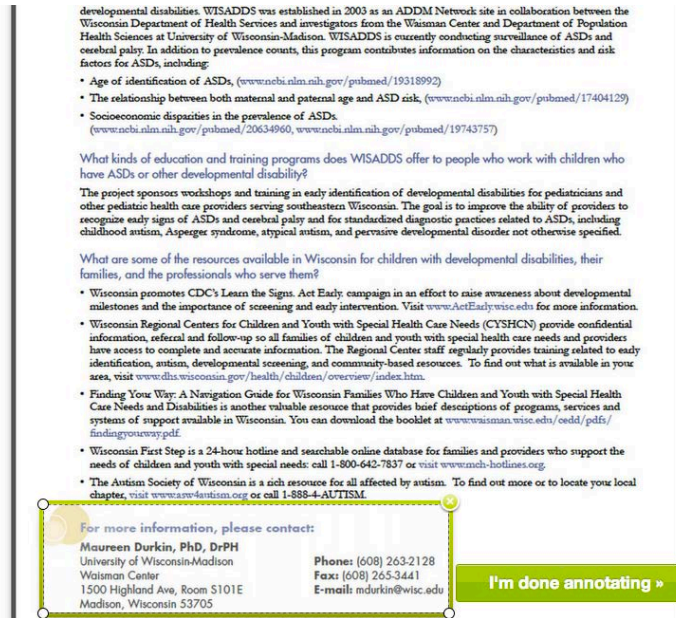 developmental disabilities. WISADDS was established in 2003 as an ADDM Network site in collaboration between the
Wisconsin Department of Health Services and investigators from the Waisman Center and Department of Population
Health Sciences at University of Wisconsin-Madison. WISADDS is currently conducting surveillance of ASDs and
cerebral palsy. In addition to prevalence counts, this program contributes information on the characteristics and risk
factors for ASDs, including:
• Age of identification of ASDs, (www.ncbi.nlm.nih.gov/pubmed/19318992)
• The relationship between both maternal and paternal age and ASD risk, (www.ncbi.nlm.nih.gov/pubmed/17404129)
• Socioeconomic disparities in the prevalence of ASDs.
(www.ncbi.nlm.nih.gov/pubmed/20634960, www.ncbi.nlm.nih.gov/pubmed/19743757)
What kinds of education and training programs does WISADDS offer to people who work with children who
have ASDs or other developmental disability?
The project sponsors workshops and training in early identification of developmental disabilities for pediatricians and
other pediatric health care providers serving southeastern Wisconsin. The goal is to improve the ability of providers to
recognize early signs of ASDs and cerebral palsy and for standardized diagnostic practices related to ASDs, including
childhood autism, Asperger syndrome, atypical autism, and pervasive developmental disorder not otherwise specified.
What are some of the resources available in Wisconsin for children with developmental disabilities, their
families, and the professionals who serve them?
• Wisconsin promotes CDC's Learn the Signs. Act Early. campaign in an effort to raise awareness about developmental
milestones and the importance of screening and early intervention. Visit www.ActEarly.wisc.edu for more information.
• Wisconsin Regional Centers for Children and Youth with Special Health Care Needs (CYSHCN) provide confidential
information, referral and follow-up so all families of children and youth with special health care needs and providers
have access to complete and accurate information. The Regional Center staff regularly provides training related to early
identification, autism, developmental screening, and community-based resources. To find out what is available in your
area, visit www.dhs.wisconsin.gov/health/children/overview/index.htm.
• Finding Your Way: A Navigation Guide for Wisconsin Families Who Have Children and Youth with Special Health
Care Needs and Disabilities is another valuable resource that provides brief descriptions of programs, services and
systems of support available in Wisconsin. You can download the booklet at www.waisman.wisc.edu/cedd/pdfs/
findingyourway.pdf.
• Wisconsin First Step is a 24-hour hotline and searchable online database for families and providers who support the
needs of children and youth with special needs: call 1-800-642-7837 or visit www.mch-hotlines.org.
• The Autism Society of Wisconsin is a rich resource for all affected by autism. To find out more or to locate your local
chapter, visit www.asw4autism.org or call 1-888-4-AUTISM.
For more information, please contact:
Maureen Durkin, PhD, DrPH
University of Wisconsin-Madison Phone: (608) 263-2128
Waisman Center Fax: (608) 265-3441
1500 Highland Ave, Room S101E E-mail: mdurkin@wisc.edu
Madison, Wisconsin 53705
I'm done annotating »